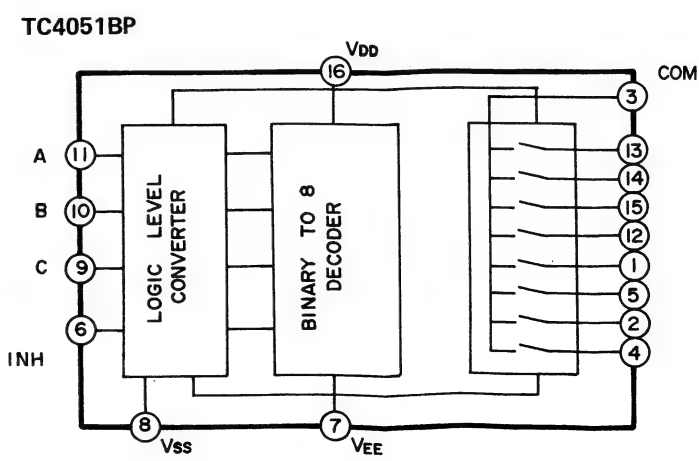 TC4051BP
VDD
16
COM
3
A
11
B
10
C
9
6
INH
LOGIC LEVEL
CONVERTER
BINARY TO 8
DECODER
13
14
15
12
1
5
2
4
8
VSS
7
VEE